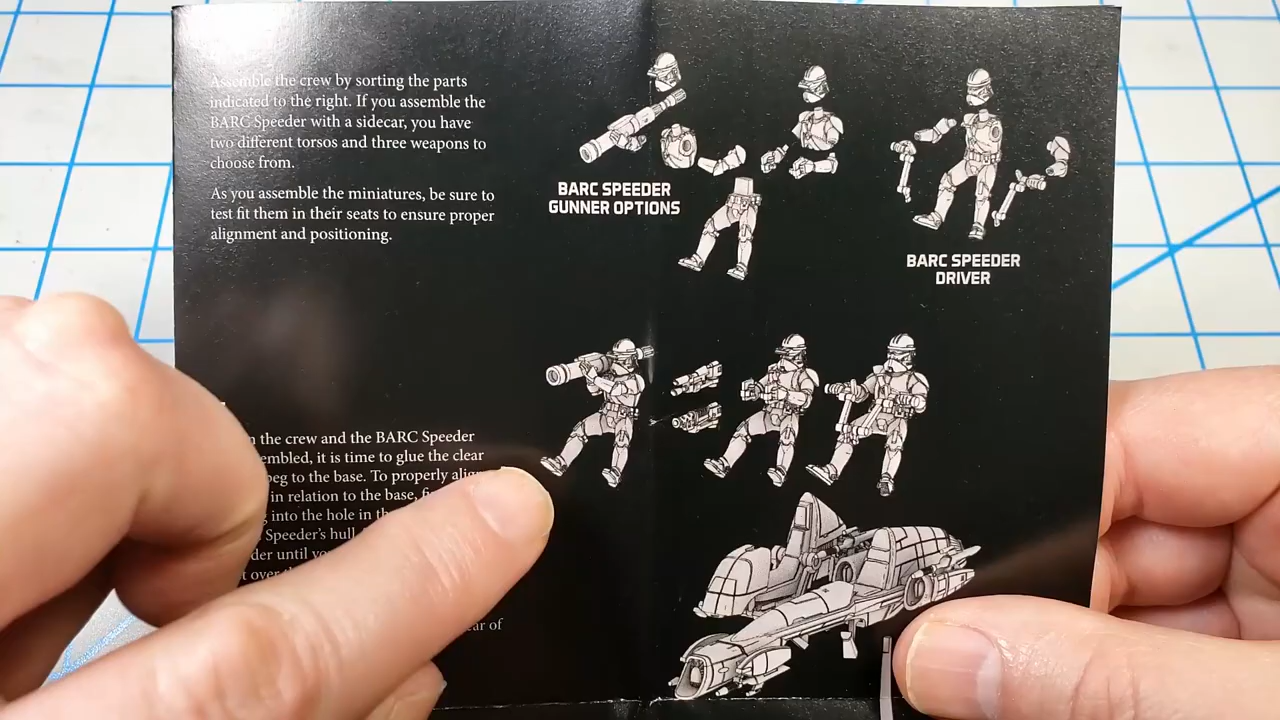 Assemble the crew by sorting the parts
indicated to the right. If you assemble the
BARC Speeder with a sidecar, you have
two different torsos and three weapons to
choose from.
As you assemble the miniatures, be sure to
test fit them in their seats to ensure proper
alignment and positioning.
BARC SPEEDER
GUNNER OPTIONS
BARC SPEEDER
DRIVER
the crew and the BARC Speeder
it is time to glue the clear
peg to the base. To properly
in relation to the base,
into the hole in
Speeder's hull
until
over
of